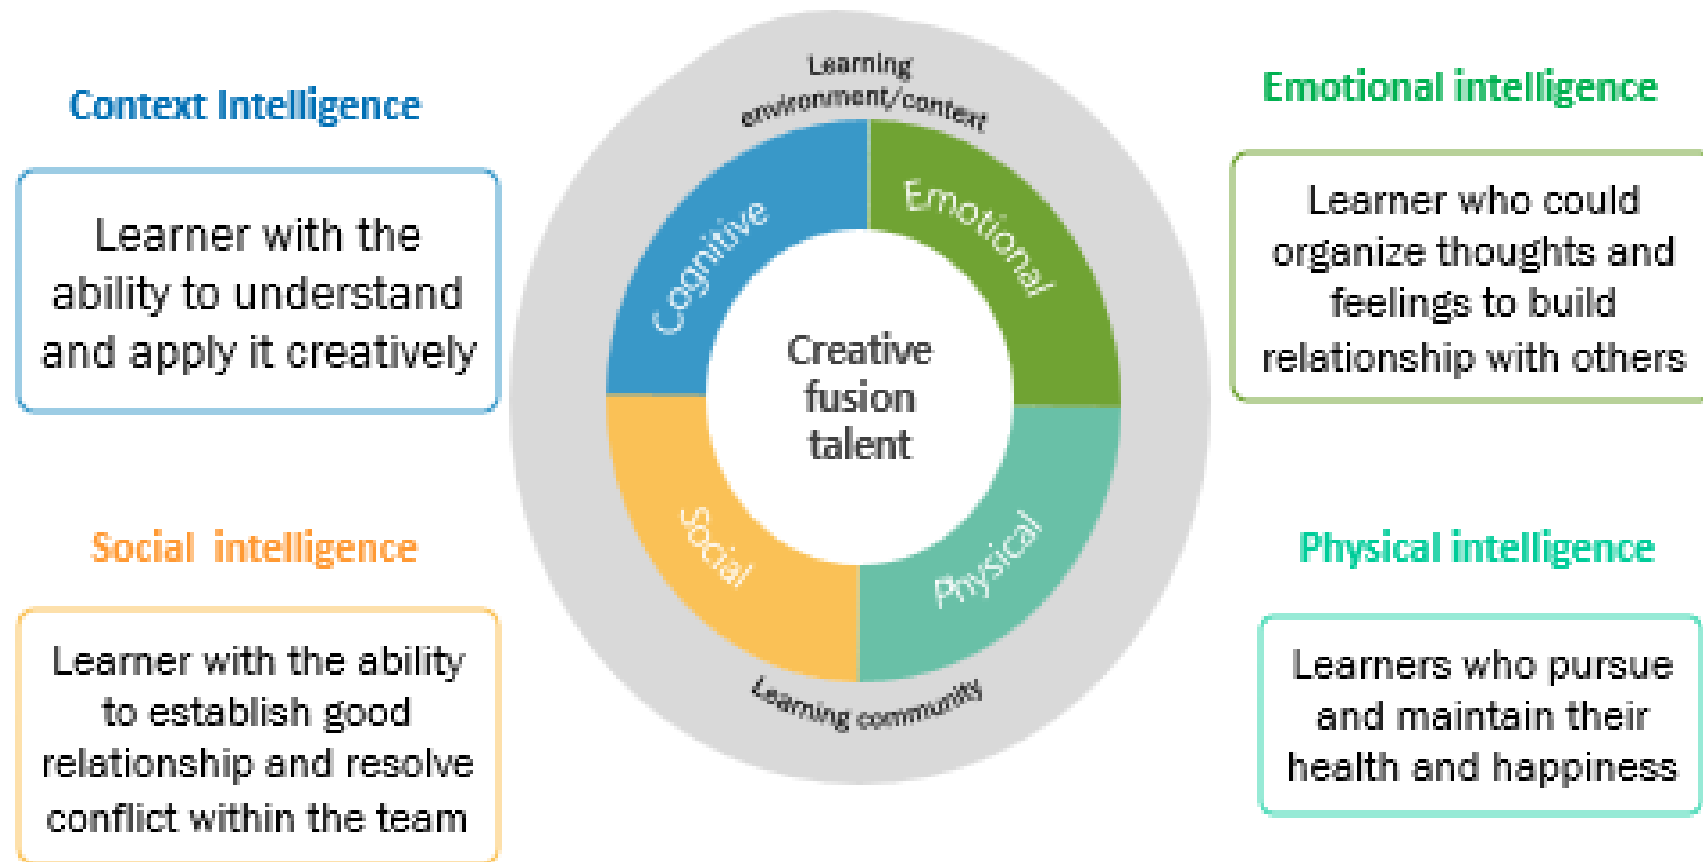 Context Intelligence
Learner with the
ability to understand
and apply it creatively
Social intelligence
Learner with the ability
to establish good
relationship and resolve
conflict within the team
Learning
environment/context
Cognitive
Emotional
Creative
fusion
talent
Social
Physical
Learning community
Emotional intelligence
Learner who could
organize thoughts and
feelings to build
relationship with others
Physical intelligence
Learners who pursue
and maintain their
health and happiness